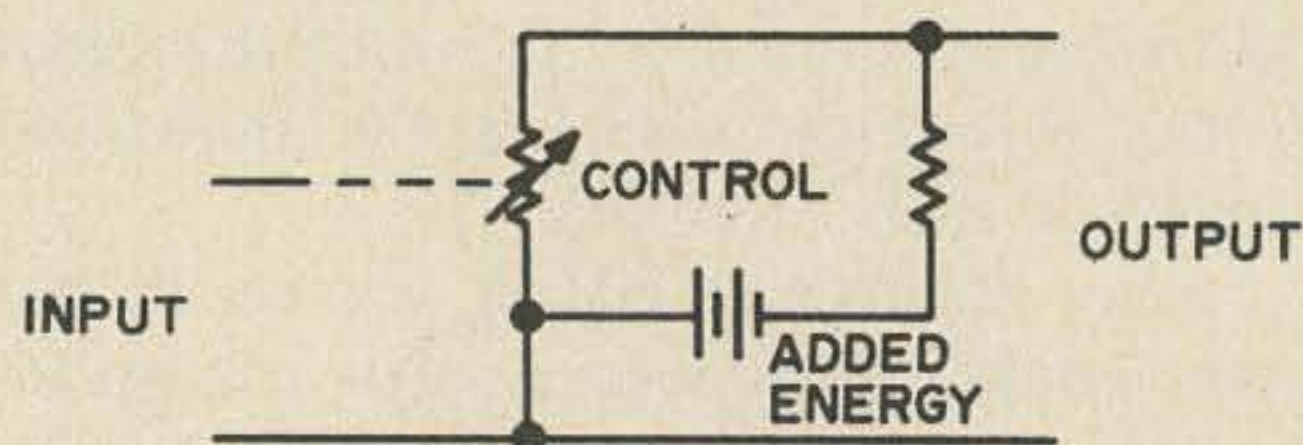 CONTROL
OUTPUT
INPUT
ADDED
ENERGY